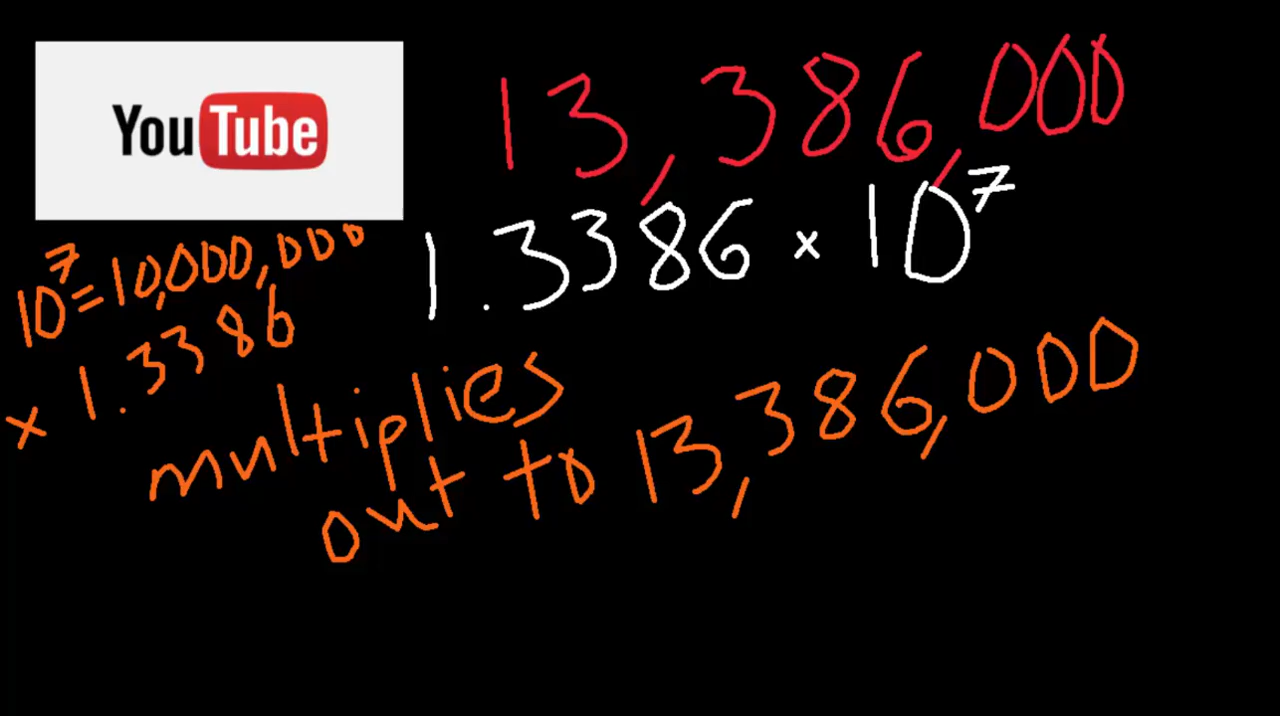 YouTube
13,386,000
1.3386 × 10⁷
10⁷=10,000,000
× 1.3386
multiplies
out to 13,386,000